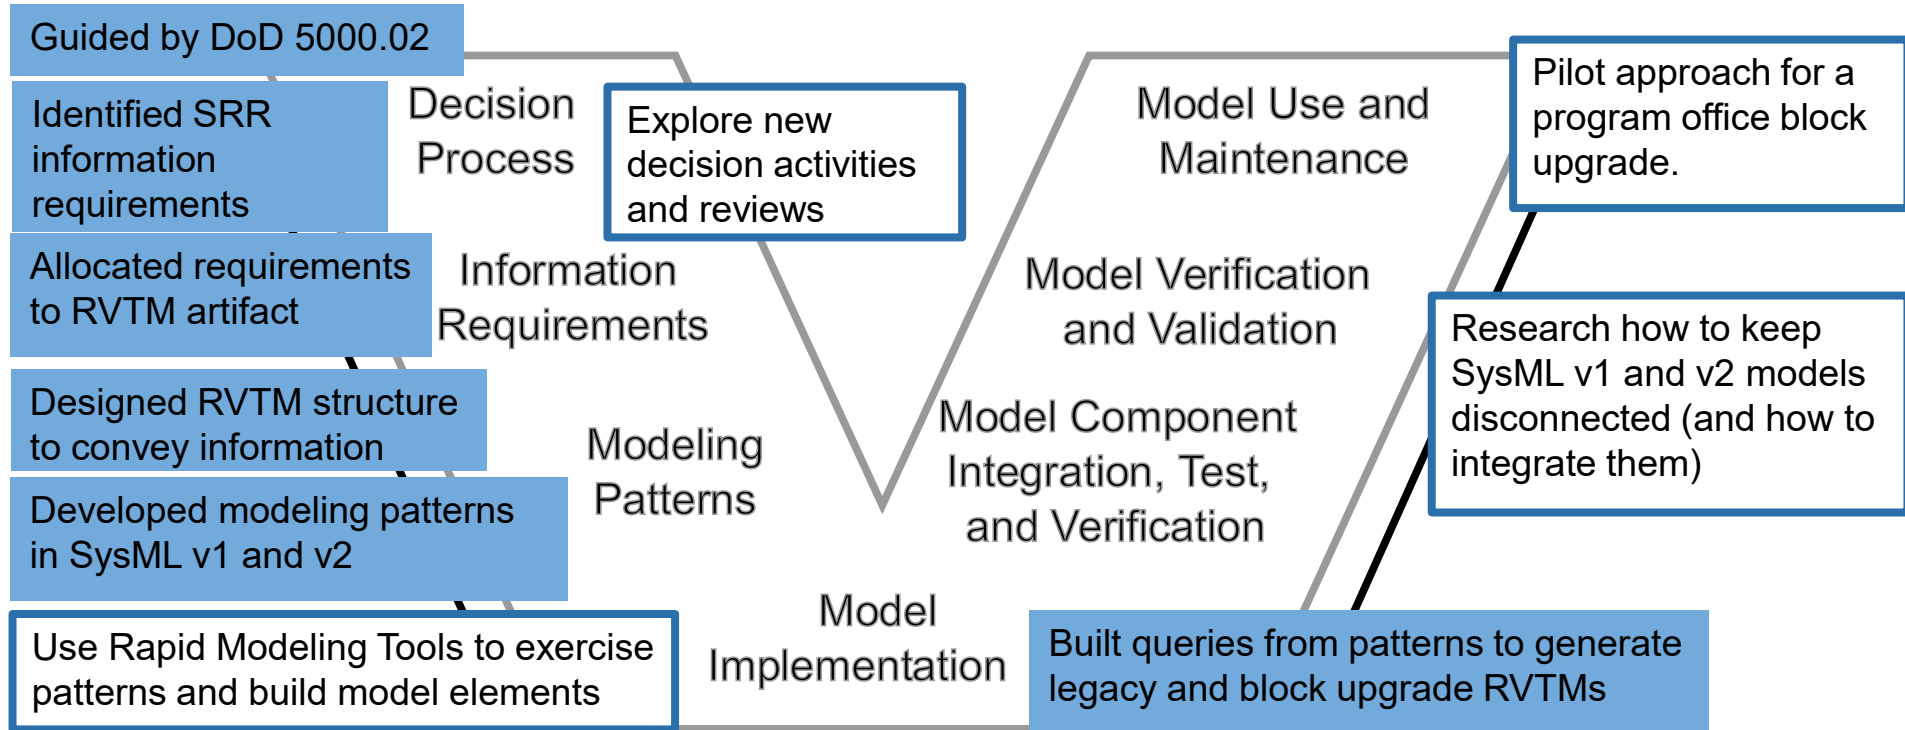 Guided by DoD 5000.02
Identified SRR
information
requirements
Allocated requirements
to RVTM artifact
Designed RVTM structure
to convey information
Developed modeling patterns
in SysML v1 and v2
Use Rapid Modeling Tools to exercise
patterns and build model elements
Decision
Process
Explore new
decision activities
and reviews
Information
Requirements
Modeling
Patterns
Model
Implementation
Model Use and
Maintenance
Model Verification
and Validation
Model Component
Integration, Test,
and Verification
Pilot approach for a
program office block
upgrade.
Research how to keep
SysML v1 and v2 models
disconnected (and how to
integrate them)
Built queries from patterns to generate
legacy and block upgrade RVTMs